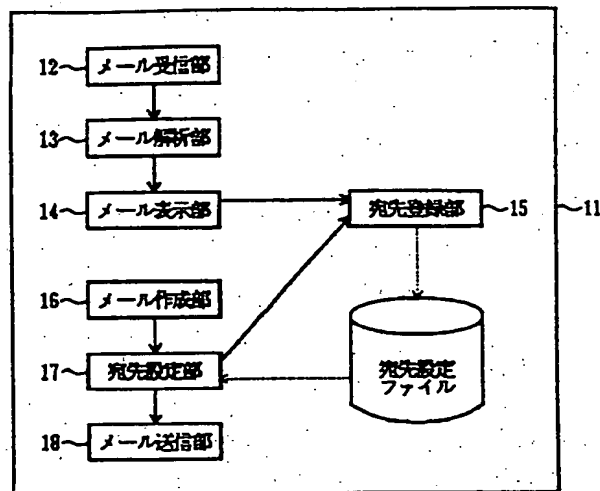 12 メール受信部
13 メール解析部
14 メール表示部
宛先登録部 15
11
16 メール作成部
17 宛先設定部
宛先設定
ファイル
18 メール送信部